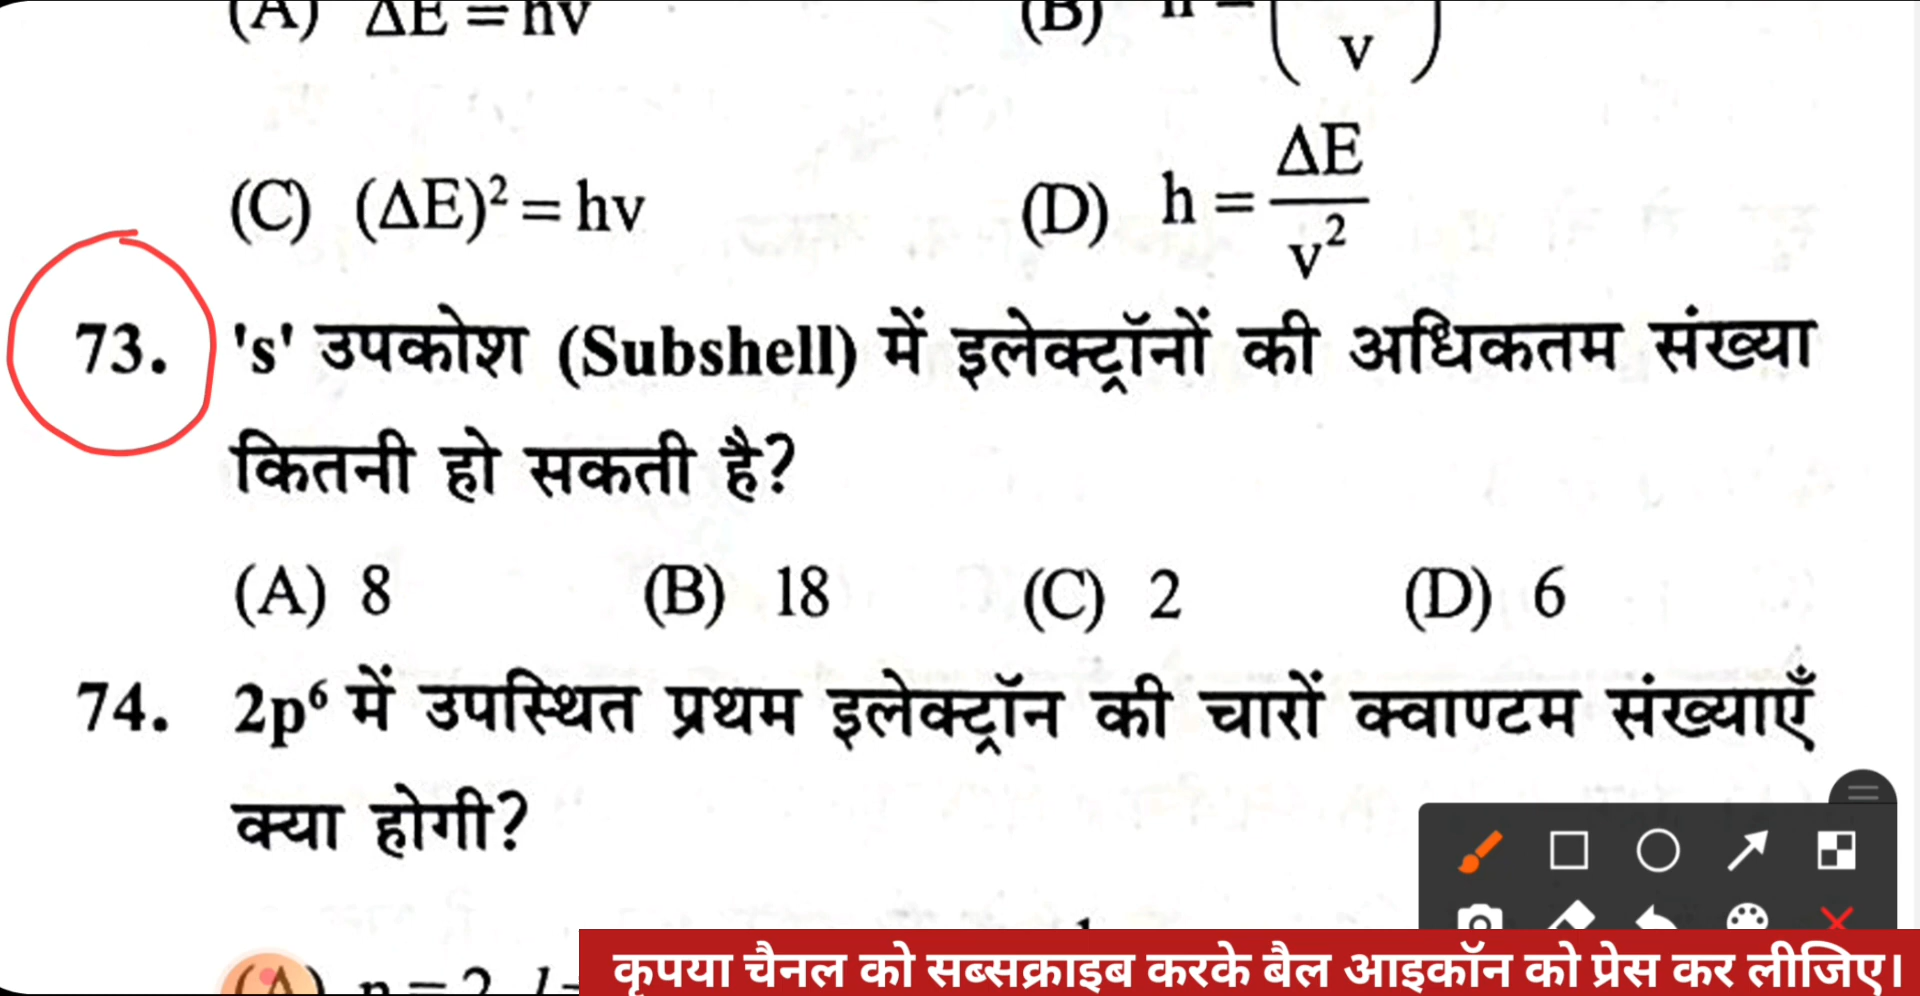 (A) ΔE = hv (B)
v
(C) (ΔE)² = hv (D) h = ΔE / v²
73. 's' उपकोश (Subshell) में इलेक्ट्रॉनों की अधिकतम संख्या
कितनी हो सकती है?
(A) 8 (B) 18 (C) 2 (D) 6
74. 2p⁶ में उपस्थित प्रथम इलेक्ट्रॉन की चारों क्वाण्टम संख्याएँ
क्या होगी?
(A) n = 2
कृपया चैनल को सब्सक्राइब करके बैल आइकॉन को प्रेस कर लीजिए।